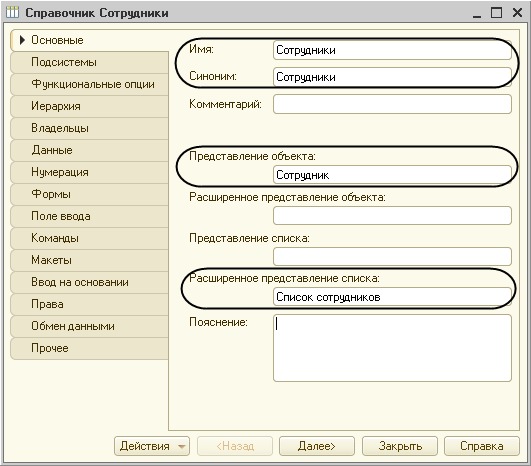 Справочник Сотрудники
Основные
Подсистемы
Функциональные опции
Иерархия
Владельцы
Данные
Нумерация
Формы
Поле ввода
Команды
Макеты
Ввод на основании
Права
Обмен данными
Прочее
Имя: Сотрудники
Синоним: Сотрудники
Комментарий:
Представление объекта:
Сотрудник
Расширенное представление объекта:
Представление списка:
Расширенное представление списка:
Список сотрудников
Пояснение:
Действия <Назад Далее> Закрыть Справка